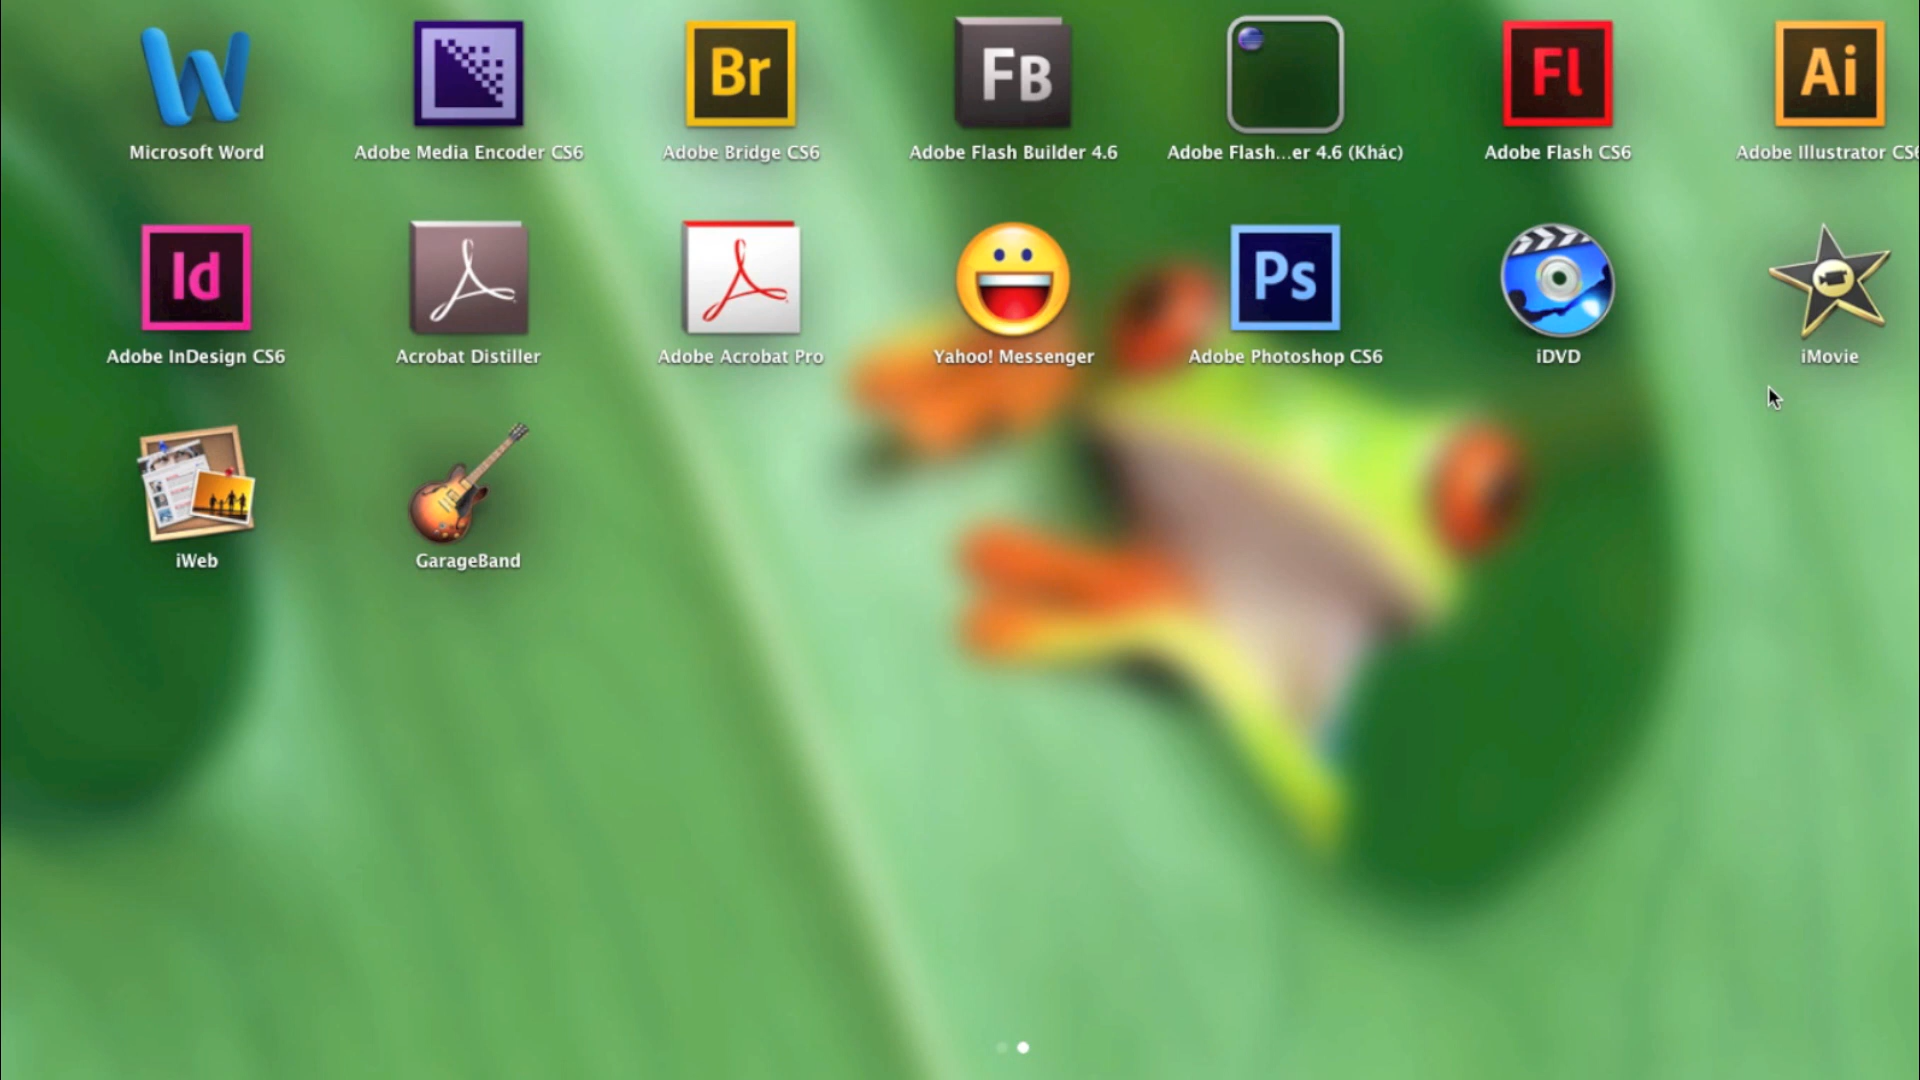 W
Br
FB
Fl
Ai
Microsoft Word
Adobe Media Encoder CS6
Adobe Bridge CS6
Adobe Flash Builder 4.6
Adobe Flash...er 4.6 (Khác)
Adobe Flash CS6
Adobe Illustrator CS6
Id
Ps
Adobe InDesign CS6
Acrobat Distiller
Adobe Acrobat Pro
Yahoo! Messenger
Adobe Photoshop CS6
iDVD
iMovie
iWeb
GarageBand